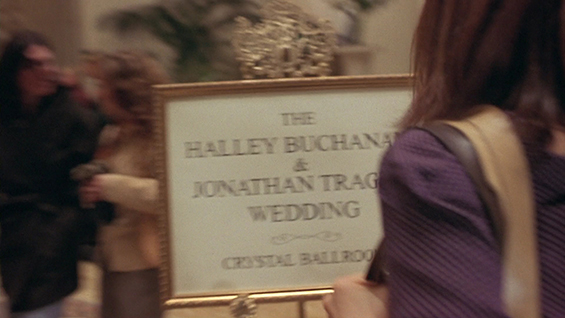 THE
HALLEY BUCHANA
&
JONATHAN TRAG
WEDDING
CRYSTAL BALLROO